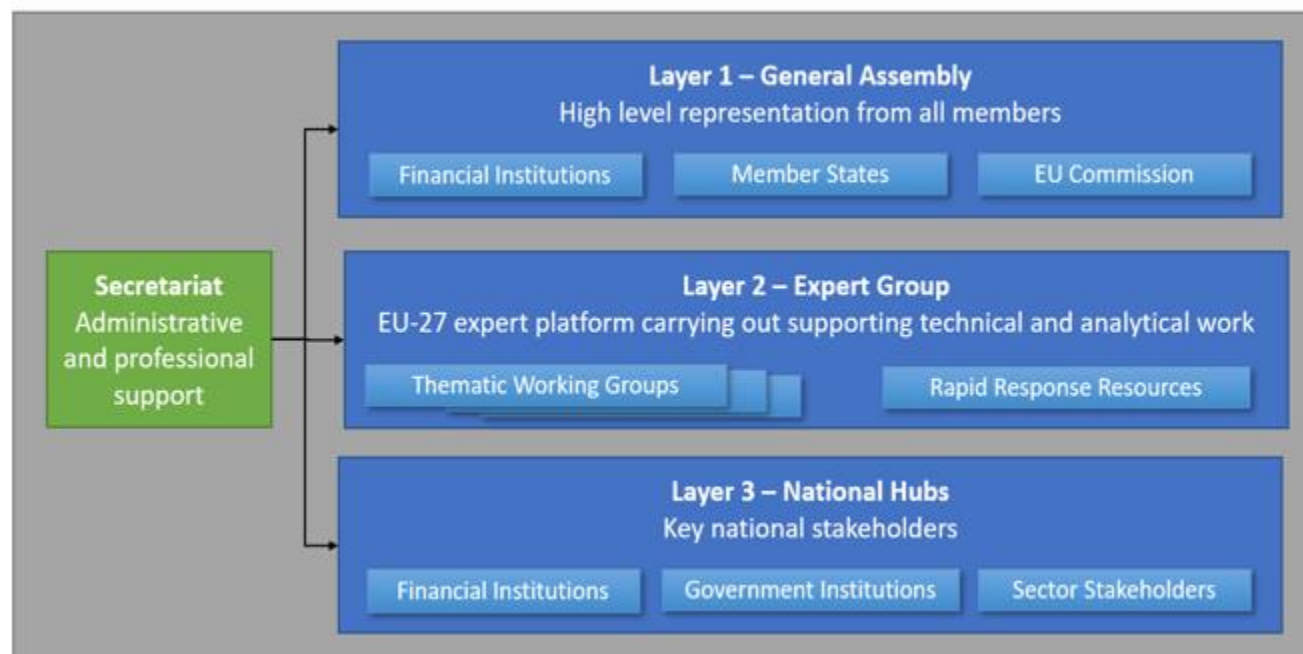 Layer 1 – General Assembly
High level representation from all members
Financial Institutions
Member States
EU Commission
Secretariat
Administrative
and professional
support
Layer 2 – Expert Group
EU-27 expert platform carrying out supporting technical and analytical work
Thematic Working Groups
Rapid Response Resources
Layer 3 – National Hubs
Key national stakeholders
Financial Institutions
Government Institutions
Sector Stakeholders